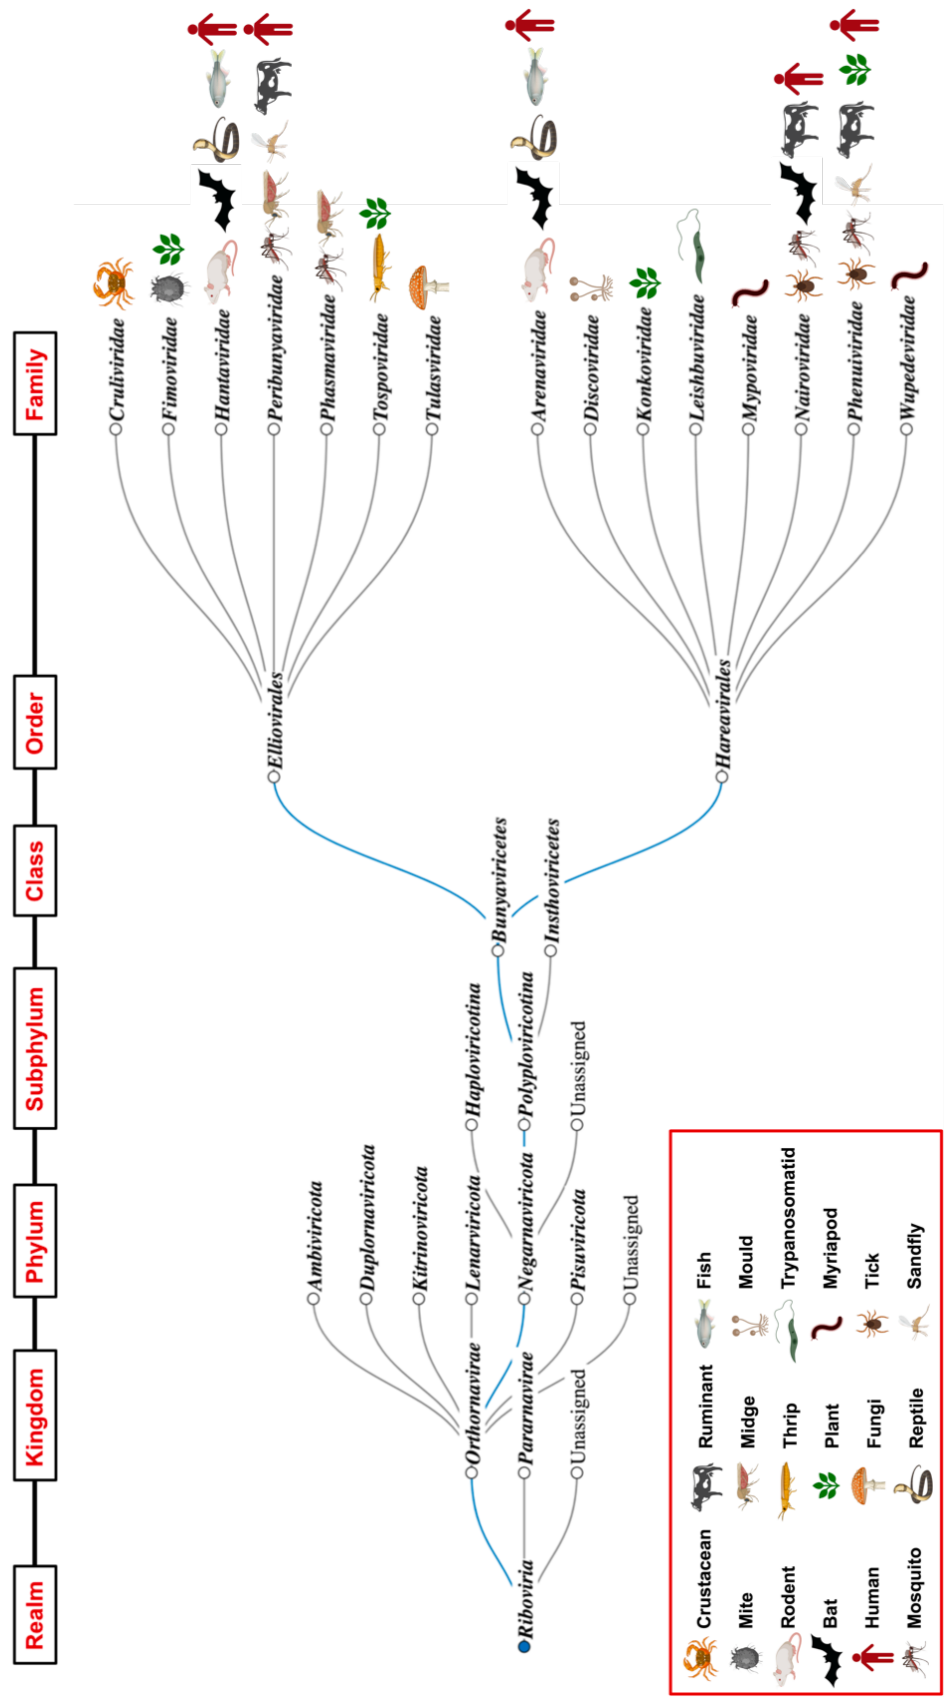 Realm
Kingdom
Phylum
Subphylum
Class
Order
Family
Riboviria
Orthornavirae
Pararnavirae
Unassigned
Ambiviricota
Duplornaviricota
Kitrinoviricota
Lenarviricota
Negarnaviricota
Pisuviricota
Unassigned
Haploviricotina
Polyploviricotina
Unassigned
Bunyaviricetes
Insthoviricetes
Elliovirales
Hareavirales
Cruliviridae
Fimoviridae
Hantaviridae
Peribunyaviridae
Phasmaviridae
Tospoviridae
Tulasviridae
Arenaviridae
Discoviridae
Konkoviridae
Leishbuviridae
Mypoviridae
Nairoviridae
Phenuiviridae
Wupedeviridae
Crustacean Ruminant Fish
Mite Midge Mould
Rodent Thrip Trypanosomatid
Bat Plant Myriapod
Human Fungi Tick
Mosquito Reptile Sandfly